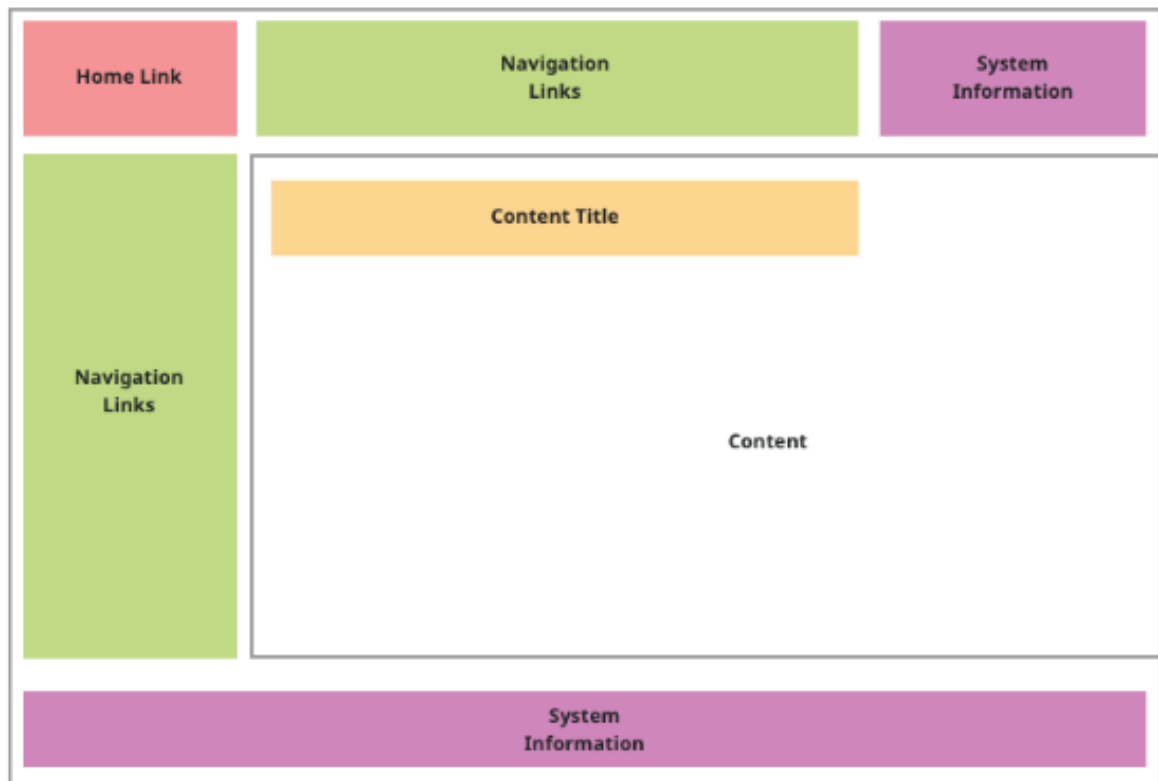 Home Link
Navigation
Links
System
Information
Content Title
Navigation
Links
Content
System
Information